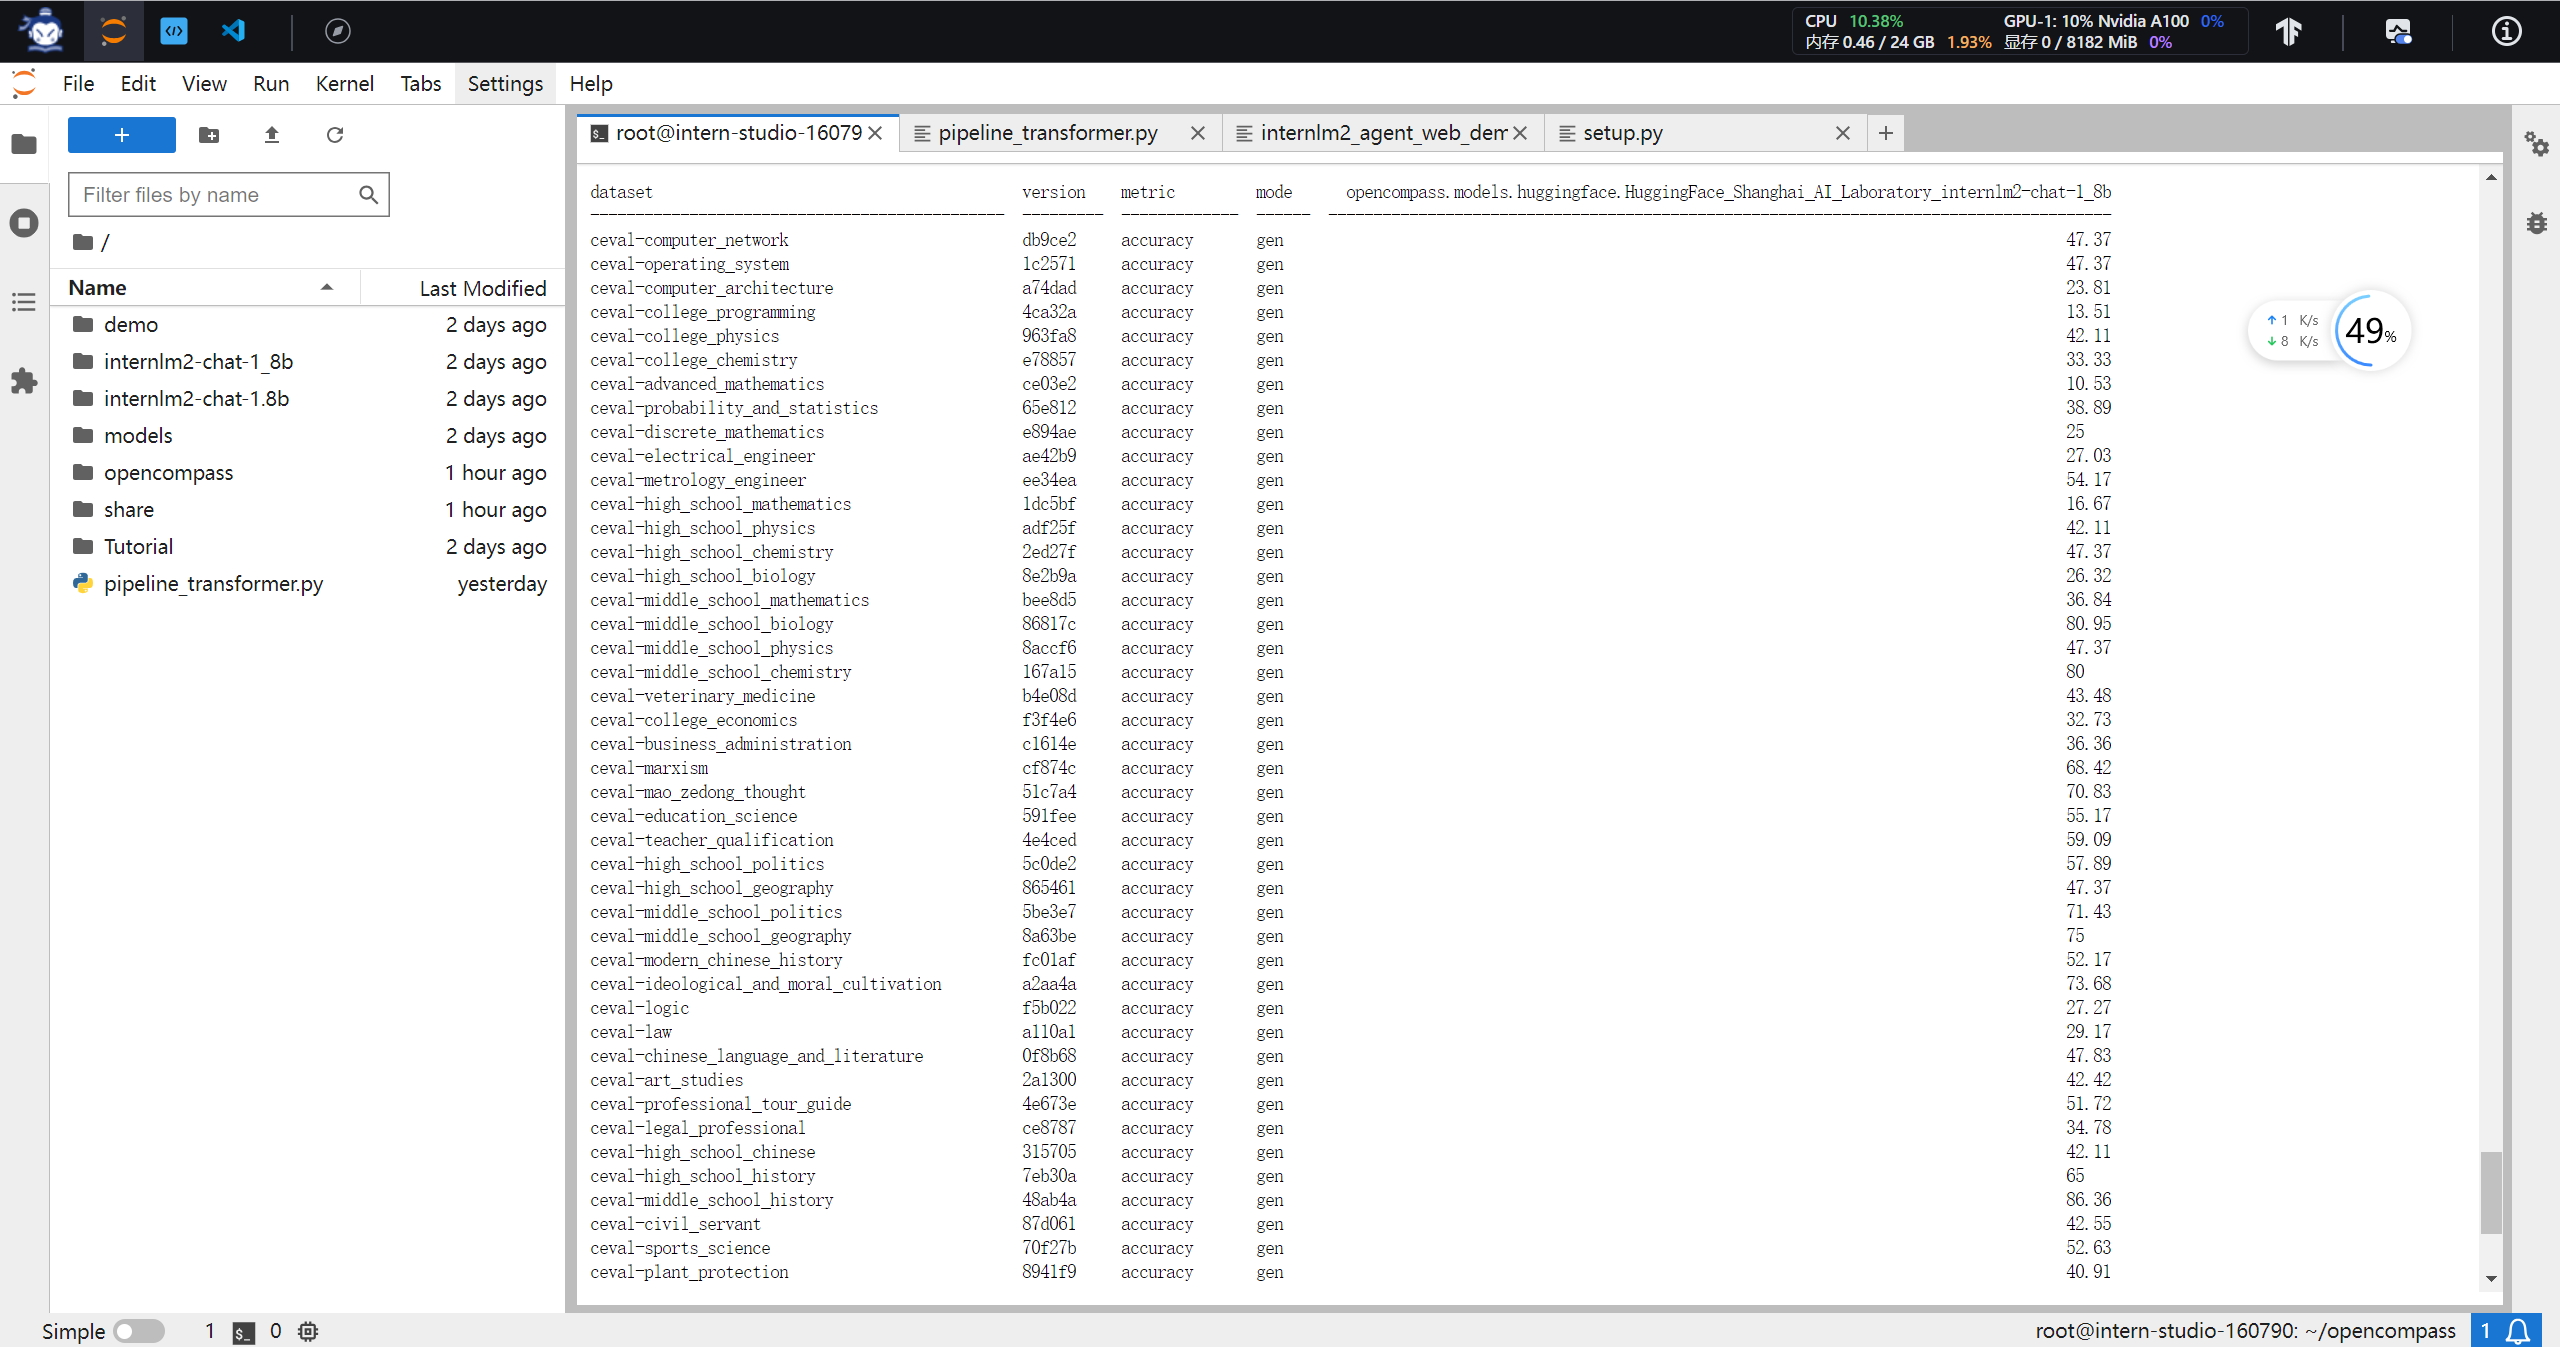 CPU 10.38% GPU-1: 10% Nvidia A100 0%
内存 0.46 / 24 GB 1.93% 显存 0 / 8182 MiB 0%
File Edit View Run Kernel Tabs Settings Help
root@intern-studio-16079 pipeline_transformer.py internlm2_agent_web_dem setup.py
Filter files by name
/
Name Last Modified
demo 2 days ago
internlm2-chat-1_8b 2 days ago
internlm2-chat-1.8b 2 days ago
models 2 days ago
opencompass 1 hour ago
share 1 hour ago
Tutorial 2 days ago
pipeline_transformer.py yesterday
dataset version metric mode opencompass.models.huggingface.HuggingFace_Shanghai_AI_Laboratory_internlm2-chat-1_8b
ceval-computer_network db9ce2 accuracy gen 47.37
ceval-operating_system 1c2571 accuracy gen 47.37
ceval-computer_architecture a74dad accuracy gen 23.81
ceval-college_programming 4ca32a accuracy gen 13.51
ceval-college_physics 963fa8 accuracy gen 42.11
ceval-college_chemistry e78857 accuracy gen 33.33
ceval-advanced_mathematics ce03e2 accuracy gen 10.53
ceval-probability_and_statistics 65e812 accuracy gen 38.89
ceval-discrete_mathematics e894ae accuracy gen 25
ceval-electrical_engineer ae42b9 accuracy gen 27.03
ceval-metrology_engineer ee34ea accuracy gen 54.17
ceval-high_school_mathematics 1dc5bf accuracy gen 16.67
ceval-high_school_physics adf25f accuracy gen 42.11
ceval-high_school_chemistry 2ed27f accuracy gen 47.37
ceval-high_school_biology 8e2b9a accuracy gen 26.32
ceval-middle_school_mathematics bee8d5 accuracy gen 36.84
ceval-middle_school_biology 86817c accuracy gen 80.95
ceval-middle_school_physics 8accf6 accuracy gen 47.37
ceval-middle_school_chemistry 167a15 accuracy gen 80
ceval-veterinary_medicine b4e08d accuracy gen 43.48
ceval-college_economics f3f4e6 accuracy gen 32.73
ceval-business_administration c1614e accuracy gen 36.36
ceval-marxism cf874c accuracy gen 68.42
ceval-mao_zedong_thought 51c7a4 accuracy gen 70.83
ceval-education_science 591fee accuracy gen 55.17
ceval-teacher_qualification 4e4ced accuracy gen 59.09
ceval-high_school_politics 5c0de2 accuracy gen 57.89
ceval-high_school_geography 865461 accuracy gen 47.37
ceval-middle_school_politics 5be3e7 accuracy gen 71.43
ceval-middle_school_geography 8a63be accuracy gen 75
ceval-modern_chinese_history fc01af accuracy gen 52.17
ceval-ideological_and_moral_cultivation a2aa4a accuracy gen 73.68
ceval-logic f5b022 accuracy gen 27.27
ceval-law a110a1 accuracy gen 29.17
ceval-chinese_language_and_literature 0f8b68 accuracy gen 47.83
ceval-art_studies 2a1300 accuracy gen 42.42
ceval-professional_tour_guide 4e673e accuracy gen 51.72
ceval-legal_professional ce8787 accuracy gen 34.78
ceval-high_school_chinese 315705 accuracy gen 42.11
ceval-high_school_history 7eb30a accuracy gen 65
ceval-middle_school_history 48ab4a accuracy gen 86.36
ceval-civil_servant 87d061 accuracy gen 42.55
ceval-sports_science 70f27b accuracy gen 52.63
ceval-plant_protection 8941f9 accuracy gen 40.91
1 K/s
8 K/s
49%
Simple 1 0 root@intern-studio-160790: ~/opencompass 1